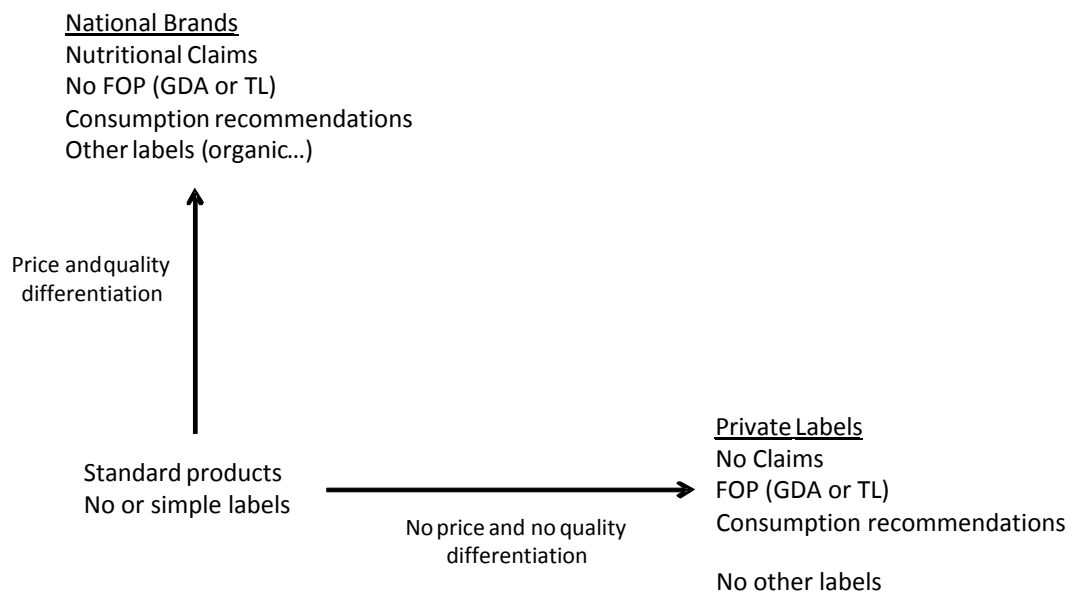 National Brands
Nutritional Claims
No FOP (GDA or TL)
Consumption recommendations
Other labels (organic...)
Price and quality
differentiation
Standard products
No or simple labels
No price and no quality
differentiation
Private Labels
No Claims
FOP (GDA or TL)
Consumption recommendations
No other labels